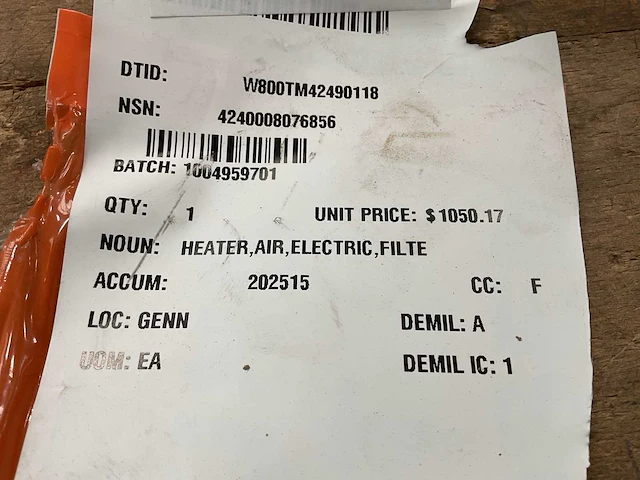 DTID: W800TM42490118
NSN: 4240008076856
BATCH: 1004959701
QTY: 1 UNIT PRICE: $1050.17
NOUN: HEATER,AIR,ELECTRIC,FILTE
ACCUM: 202515 CC: F
LOC: GENN DEMIL: A
UOM: EA DEMIL IC: 1